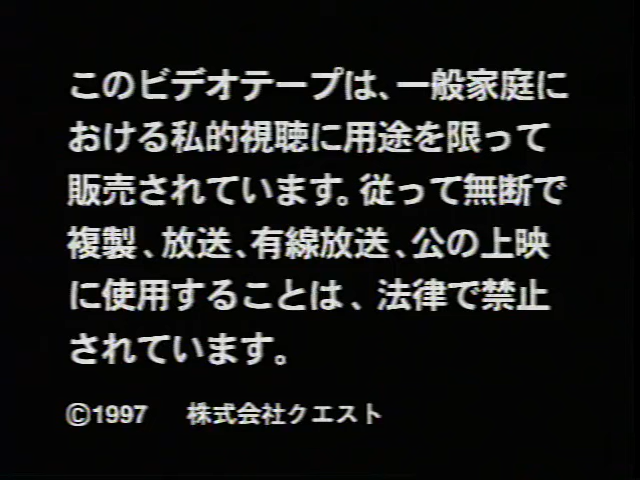 このビデオテープは、一般家庭に
おける私的視聴に用途を限って
販売されています。従って無断で
複製、放送、有線放送、公の上映
に使用することは、法律で禁止
されています。
©1997 株式会社クエスト